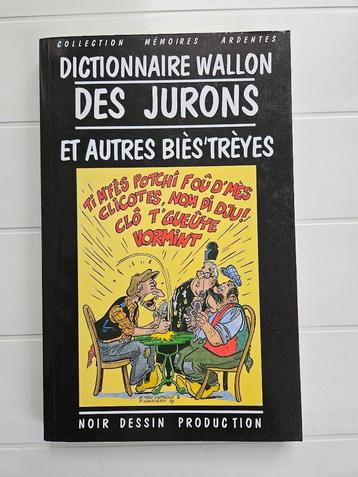 COLLECTION MÉMOIRES ARDENTES
DICTIONNAIRE WALLON
DES JURONS
ET AUTRES BIÈS'TRÈYES
TI M'FÈS POTCHÎ FOÛ D'MÈS
CLICOTES, NOM DI DJU!
CLÔ T'GUEÛYE
VORMINT
NOIR DESSIN PRODUCTION